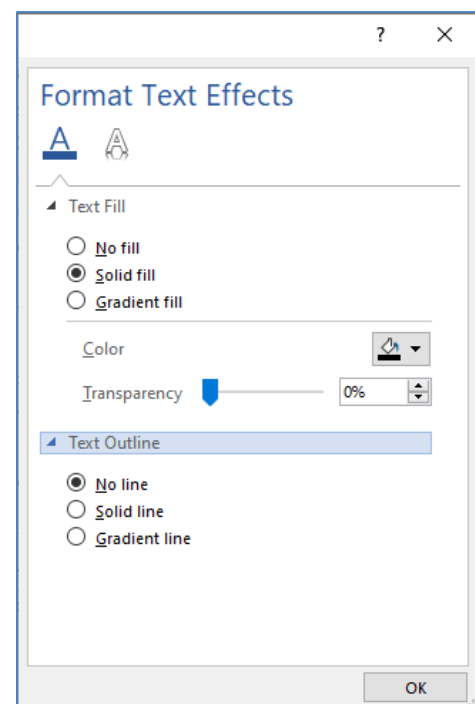 ?
Format Text Effects
A A
Text Fill
No fill
Solid fill
Gradient fill
Color
Transparency 0%
Text Outline
No line
Solid line
Gradient line
OK